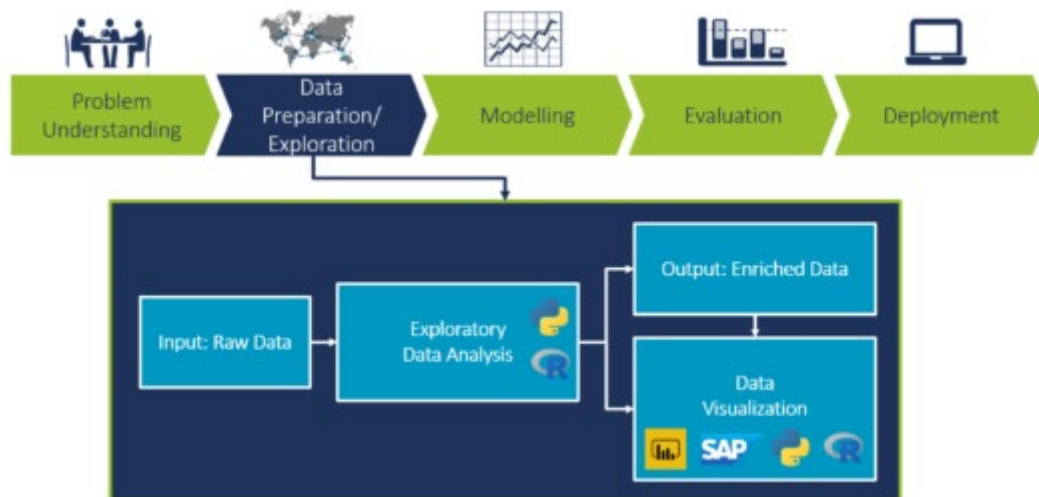 Problem
Understanding
Data
Preparation/
Exploration
Modelling
Evaluation
Deployment
Input: Raw Data
Exploratory
Data Analysis
Output: Enriched Data
Data
Visualization
SAP
R
R